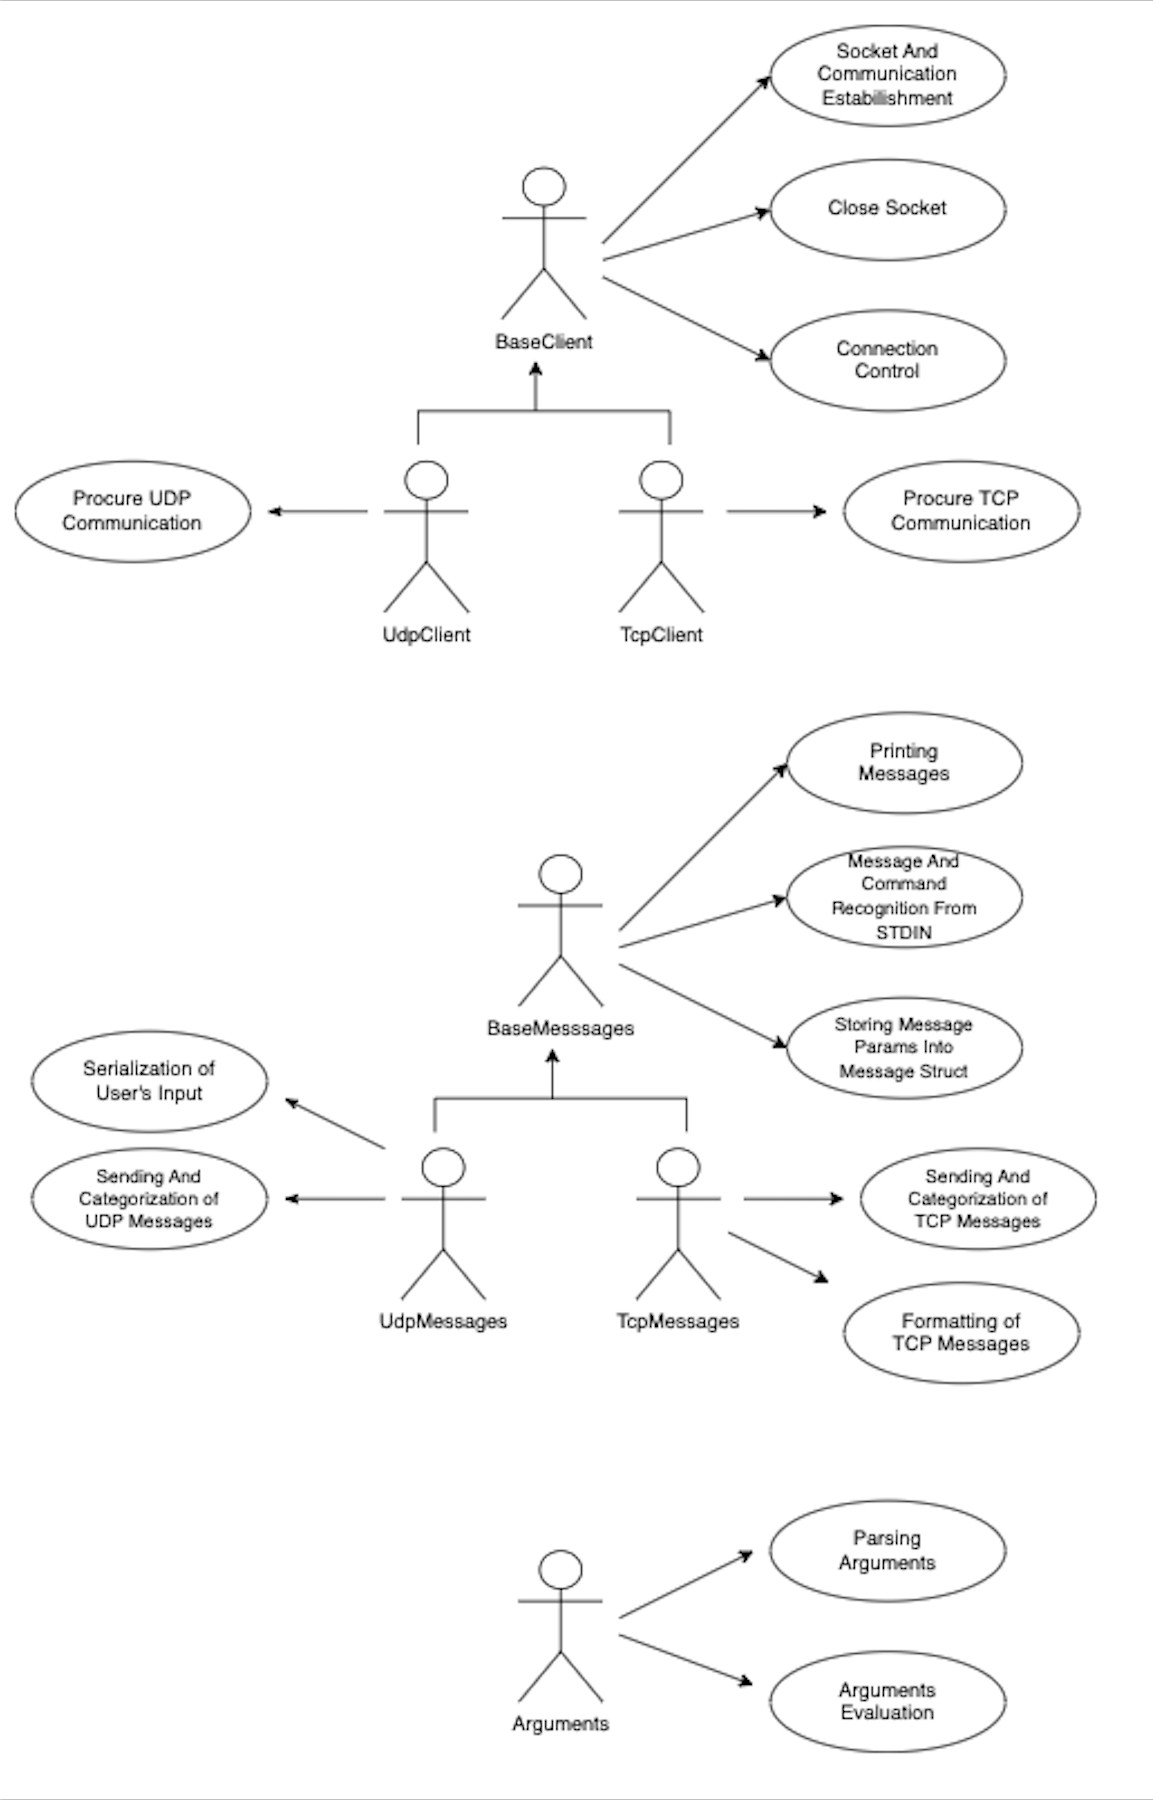 Socket And
Communication
Estabilishment
Close Socket
BaseClient
Connection
Control
Procure UDP
Communication
Procure TCP
Communication
UdpClient
TcpClient
Printing
Messages
Message And
Command
Recognition From
STDIN
BaseMesssages
Storing Message
Params Into
Message Struct
Serialization of
User's Input
Sending And
Categorization of
UDP Messages
Sending And
Categorization of
TCP Messages
UdpMessages
TcpMessages
Formatting of
TCP Messages
Parsing
Arguments
Arguments
Arguments
Evaluation